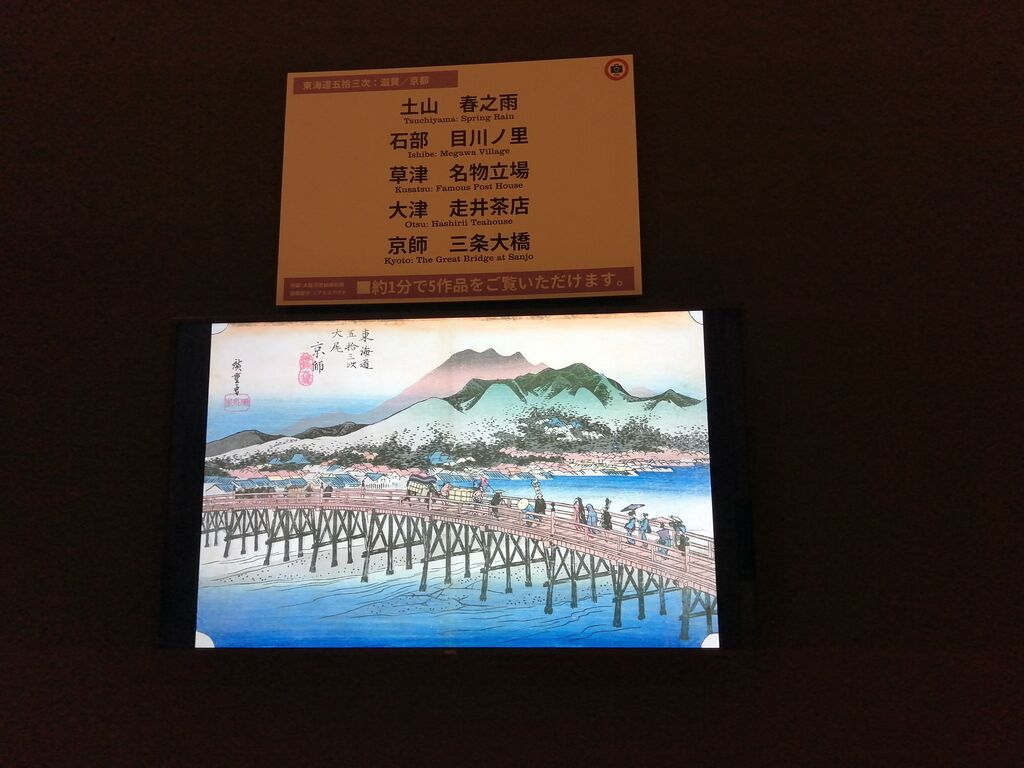 東海道五拾三次：滋賀／京都
土山　春之雨
Tsuchiyama: Spring Rain
石部　目川ノ里
Ishibe: Megawa Village
草津　名物立場
Kusatsu: Famous Post House
大津　走井茶店
Otsu: Hashirii Teahouse
京師　三条大橋
Kyoto: The Great Bridge at Sanjo
■約1分で5作品をご覧いただけます。
東海道
五拾三次
大尾
京師
廣重画